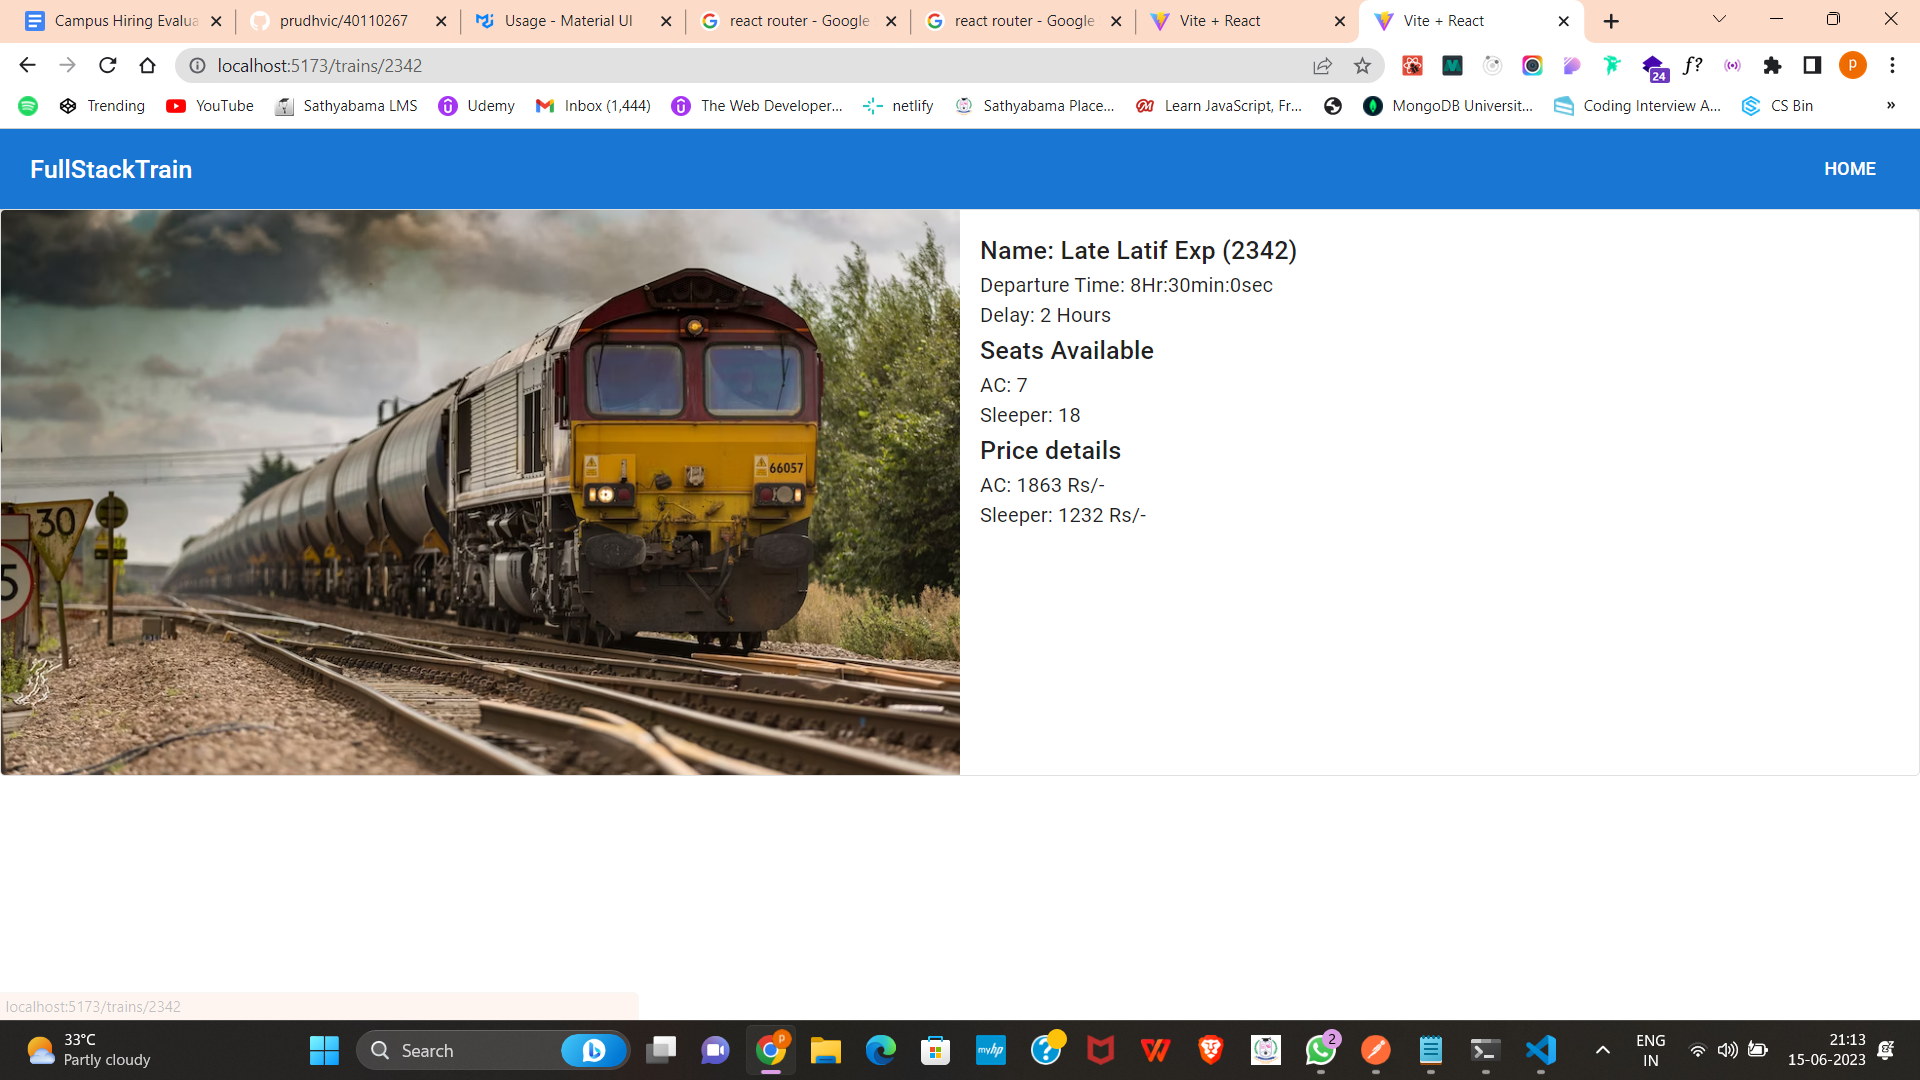 Campus Hiring Evalua
prudhvic/40110267
Usage - Material UI
react router - Google
react router - Google
Vite + React
Vite + React
localhost:5173/trains/2342
24
f?
P
Trending
YouTube
Sathyabama LMS
Udemy
Inbox (1,444)
The Web Developer...
netlify
Sathyabama Place...
Learn JavaScript, Fr...
MongoDB Universit...
Coding Interview A...
CS Bin
»
FullStackTrain
HOME
Name: Late Latif Exp (2342)
Departure Time: 8Hr:30min:0sec
Delay: 2 Hours
Seats Available
AC: 7
Sleeper: 18
Price details
AC: 1863 Rs/-
Sleeper: 1232 Rs/-
66057
30
5
localhost:5173/trains/2342
33°C
Partly cloudy
Search
P
myhp
2
ENG
IN
21:13
15-06-2023